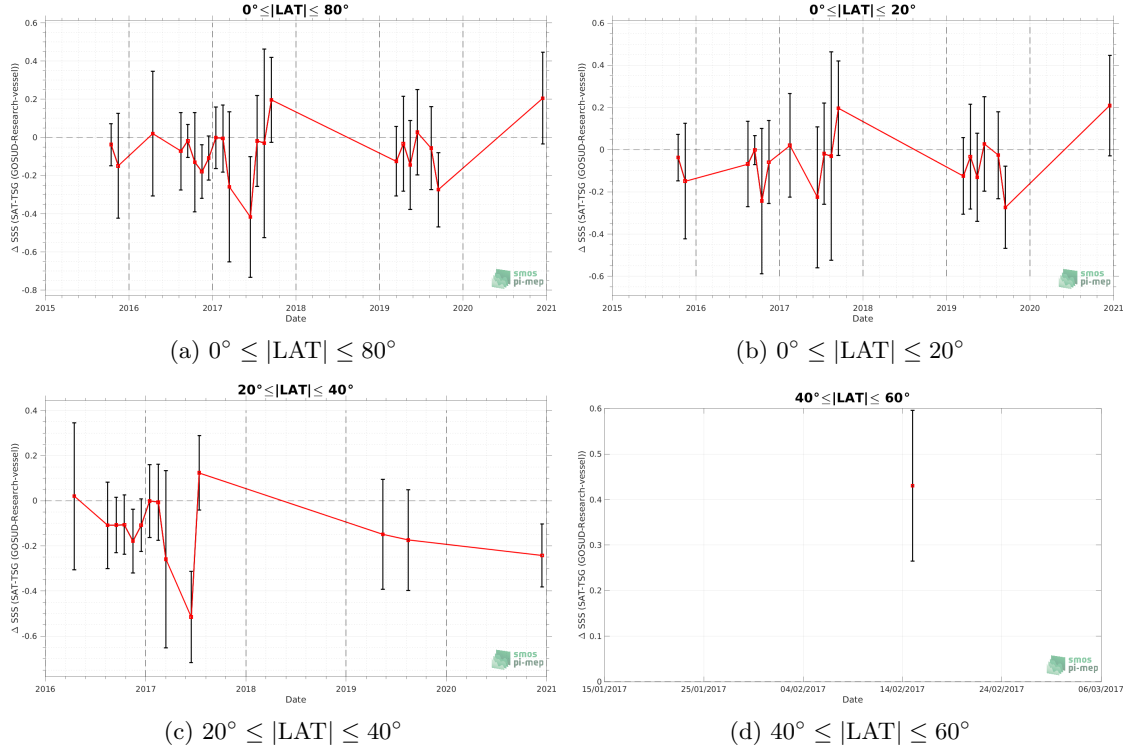 0°≤|LAT|≤ 80°
0.6
0.4
0.2
0
-0.2
-0.4
-0.6
-0.8
Δ SSS (SAT-TSG (GOSUD-Research-vessel))
2015 2016 2017 2018 2019 2020 2021
Date
smos
pi-mep
(a) 0° ≤ |LAT| ≤ 80°
0°≤|LAT|≤ 20°
0.6
0.4
0.2
0
-0.2
-0.4
-0.6
Δ SSS (SAT-TSG (GOSUD-Research-vessel))
2015 2016 2017 2018 2019 2020 2021
Date
smos
pi-mep
(b) 0° ≤ |LAT| ≤ 20°
20°≤|LAT|≤ 40°
0.4
0.2
0
-0.2
-0.4
-0.6
Δ SSS (SAT-TSG (GOSUD-Research-vessel))
2016 2017 2018 2019 2020 2021
Date
smos
pi-mep
(c) 20° ≤ |LAT| ≤ 40°
40°≤|LAT|≤ 60°
0.6
0.5
0.4
0.3
0.2
0.1
0
Δ SSS (SAT-TSG (GOSUD-Research-vessel))
15/01/2017 25/01/2017 04/02/2017 14/02/2017 24/02/2017 06/03/2017
Date
smos
pi-mep
(d) 40° ≤ |LAT| ≤ 60°